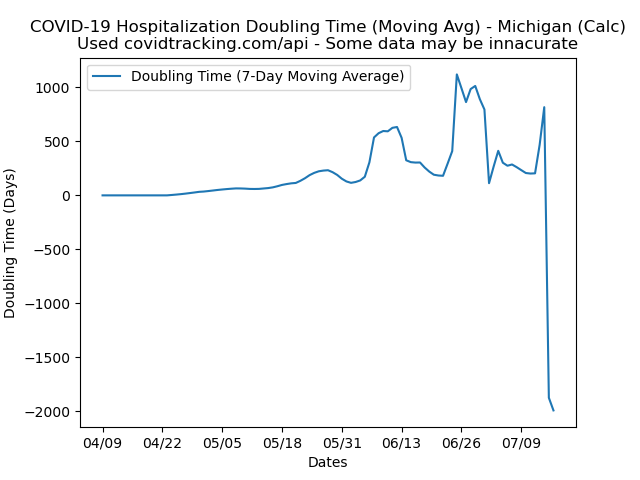 COVID-19 Hospitalization Doubling Time (Moving Avg) - Michigan (Calc)
Used covidtracking.com/api - Some data may be innacurate
Doubling Time (7-Day Moving Average)
Doubling Time (Days)
1000
500
0
−500
−1000
−1500
−2000
04/09 04/22 05/05 05/18 05/31 06/13 06/26 07/09
Dates